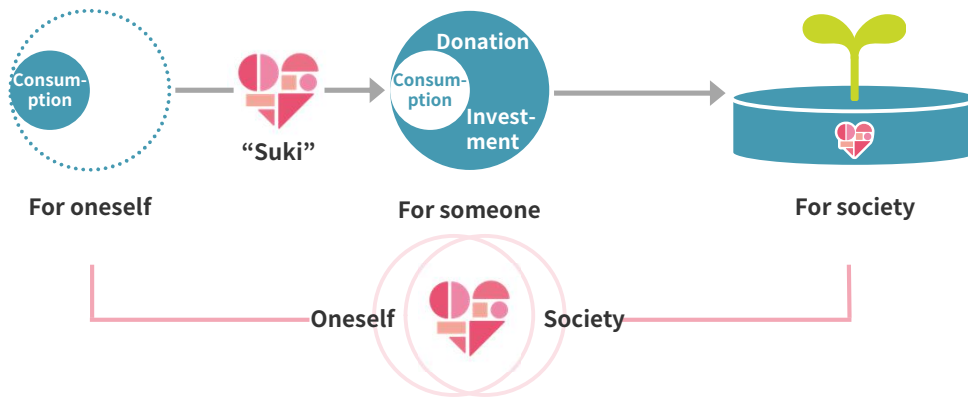 Consum-
ption
“Suki”
Donation
Consum-
ption
Invest-
ment
For oneself
For someone
For society
Oneself
Society